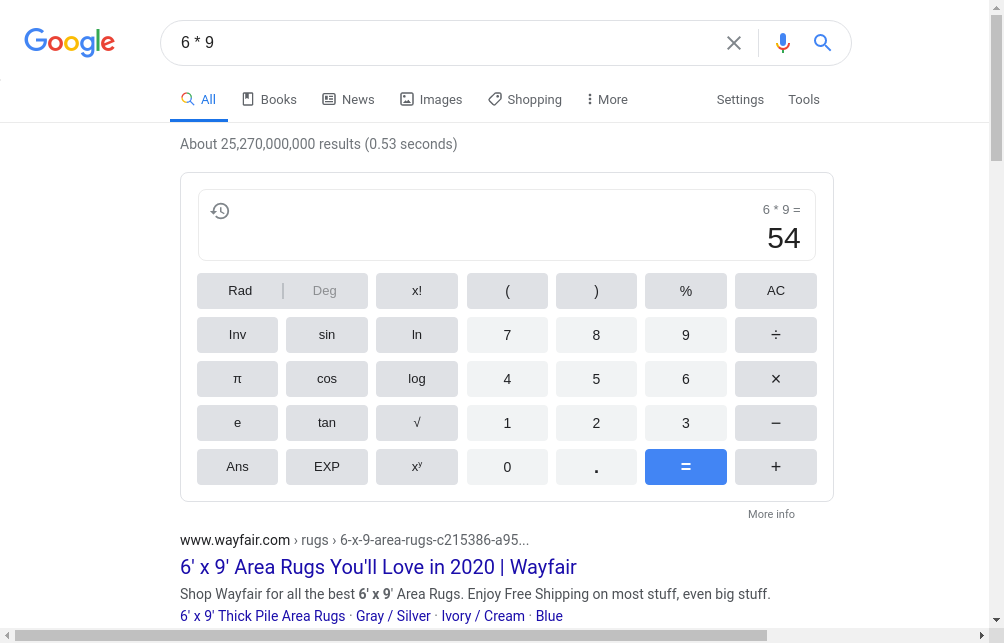 Google
6 * 9
All Books News Images Shopping More Settings Tools
About 25,270,000,000 results (0.53 seconds)
6 * 9 =
54
Rad | Deg x! ( ) % AC
Inv sin ln 7 8 9 ÷
π cos log 4 5 6 ×
e tan √ 1 2 3 −
Ans EXP xʸ 0 . = +
More info
www.wayfair.com › rugs › 6-x-9-area-rugs-c215386-a95...
6' x 9' Area Rugs You'll Love in 2020 | Wayfair
Shop Wayfair for all the best 6' x 9' Area Rugs. Enjoy Free Shipping on most stuff, even big stuff.
6' x 9' Thick Pile Area Rugs · Gray / Silver · Ivory / Cream · Blue